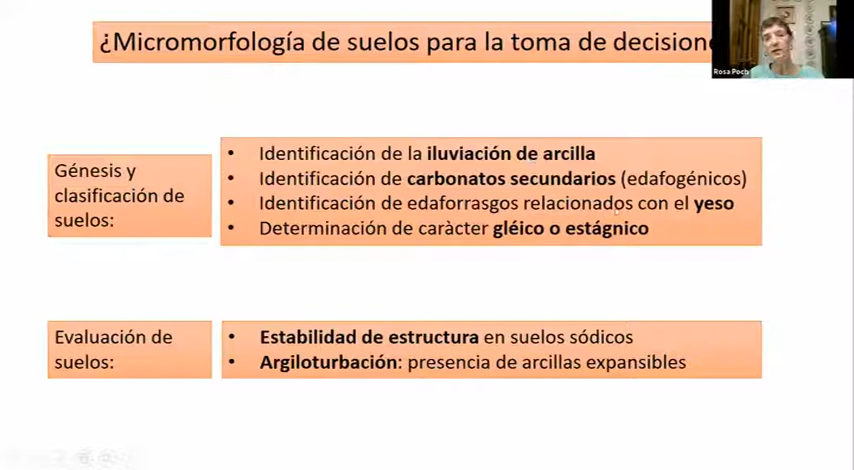 ¿Micromorfología de suelos para la toma de
Rosa Poch
Génesis y
clasificación de
suelos:
• Identificación de la iluviación de arcilla
• Identificación de carbonatos secundarios (edafogénicos)
• Identificación de edaforrasgos relacionados con el yeso
• Determinación de caràcter gléico o estágnico
Evaluación de
suelos:
• Estabilidad de estructura en suelos sódicos
• Argiloturbación: presencia de arcillas expansibles